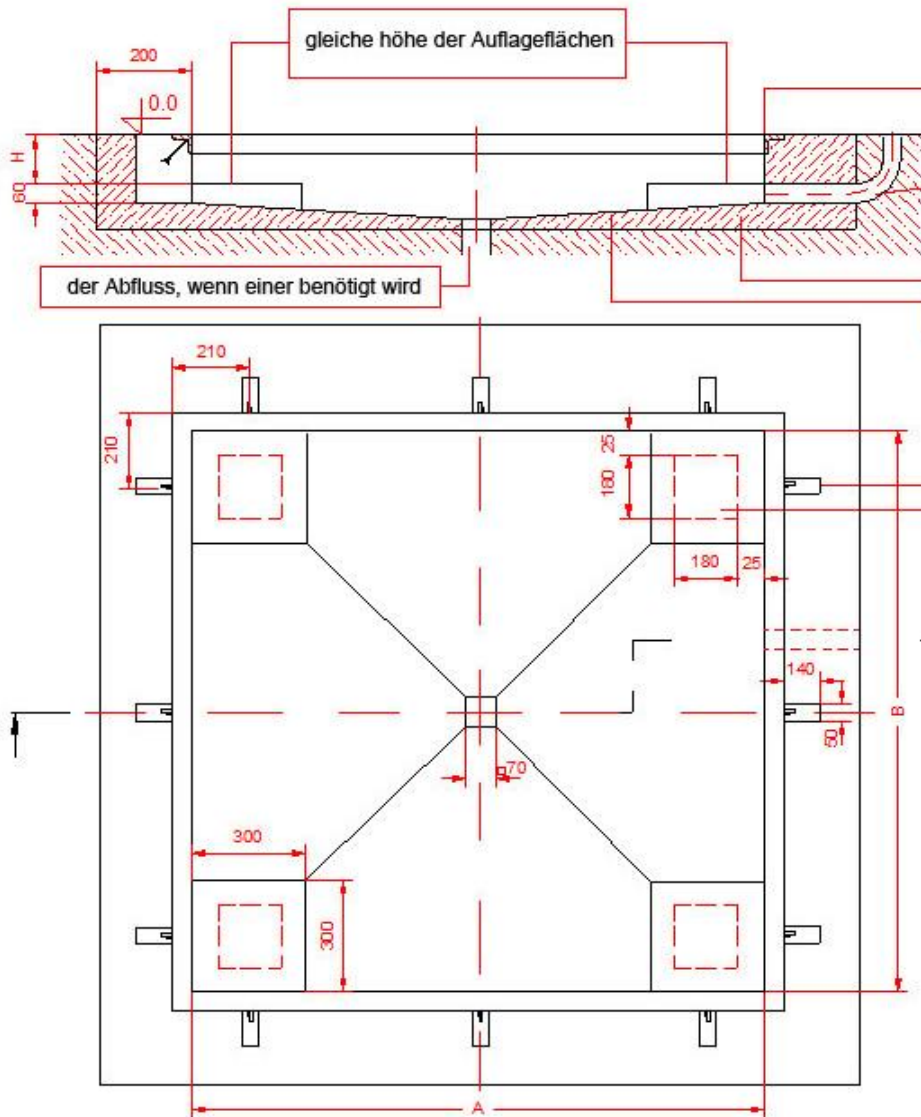 gleiche höhe der Auflageflächen
200
0.0
H
60
der Abfluss, wenn einer benötigt wird
210
210
25
180
180
25
140
50
B
70
300
300
A